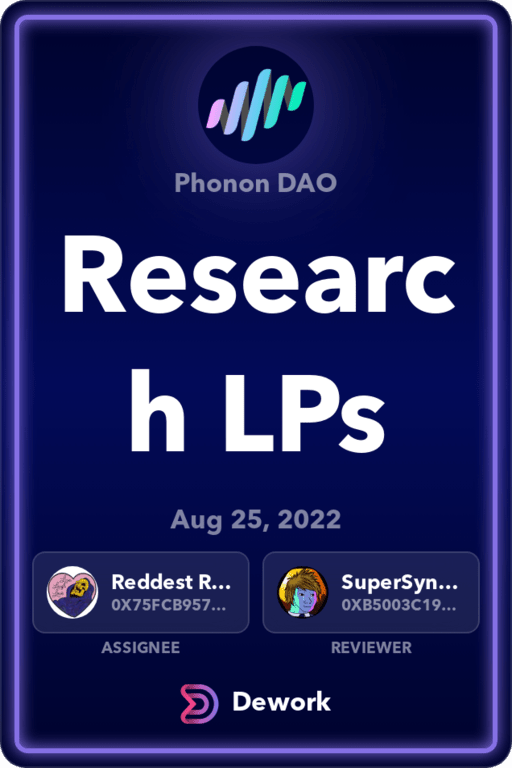 Phonon DAO
Researc
h LPs
Aug 25, 2022
Reddest R...
0X75FCB957...
SuperSyn...
0XB5003C19...
ASSIGNEE
REVIEWER
Dework